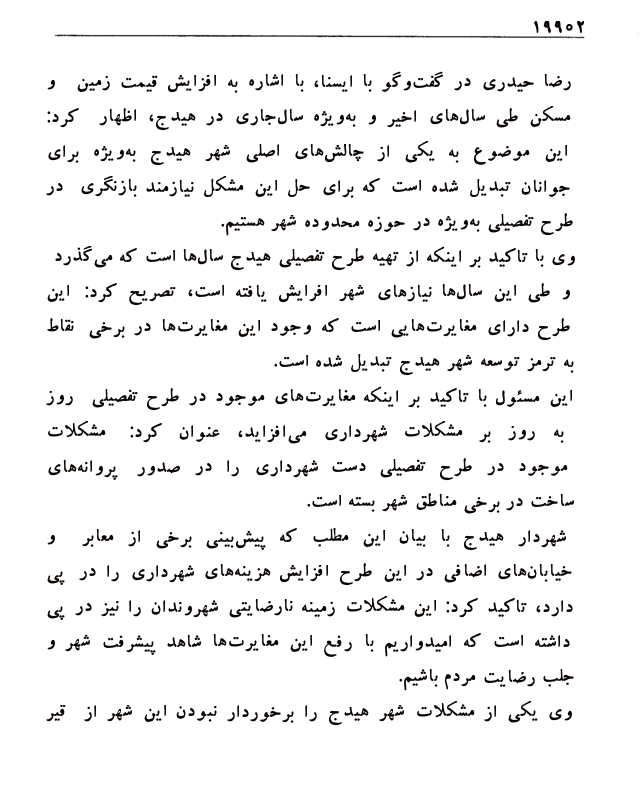 ۱۹۹۰۲
رضا حیدری در گفت‌وگو با ایسنا، با اشاره به افزایش قیمت زمین و
مسکن طی سال‌های اخیر و به‌ویژه سال‌جاری در هیدج، اظهار کرد:
این موضوع به یکی از چالش‌های اصلی شهر هیدج به‌ویژه برای
جوانان تبدیل شده است که برای حل این مشکل نیازمند بازنگری در
طرح تفصیلی به‌ویژه در حوزه محدوده شهر هستیم.
وی با تاکید بر اینکه از تهیه طرح تفصیلی هیدج سال‌ها است که می‌گذرد
و طی این سال‌ها نیازهای شهر افرایش یافته است، تصریح کرد: این
طرح دارای مغایرت‌هایی است که وجود این مغایرت‌ها در برخی نقاط
به ترمز توسعه شهر هیدج تبدیل شده است.
این مسئول با تاکید بر اینکه مغایرت‌های موجود در طرح تفصیلی روز
به روز بر مشکلات شهرداری می‌افزاید، عنوان کرد: مشکلات
موجود در طرح تفصیلی دست شهرداری را در صدور پروانه‌های
ساخت در برخی مناطق شهر بسته است.
شهردار هیدج با بیان این مطلب که پیش‌بینی برخی از معابر و
خیابان‌های اضافی در این طرح افزایش هزینه‌های شهرداری را در پی
دارد، تاکید کرد: این مشکلات زمینه نارضایتی شهروندان را نیز در پی
داشته است که امیدواریم با رفع این مغایرت‌ها شاهد پیشرفت شهر و
جلب رضایت مردم باشیم.
وی یکی از مشکلات شهر هیدج را برخوردار نبودن این شهر از قیر